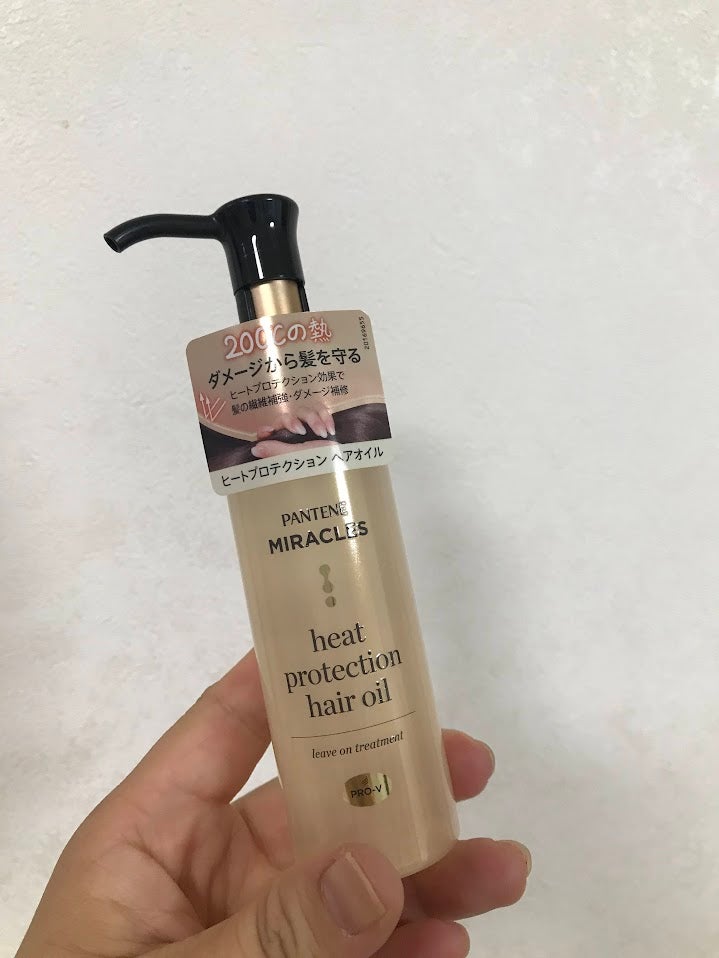 200℃の熱
ダメージから髪を守る
ヒートプロテクション効果で
髪の繊維補強・ダメージ補修
20169655
ヒートプロテクション ヘアオイル
PANTENE
MIRACLES
heat
protection
hair oil
leave on treatment
PRO-V